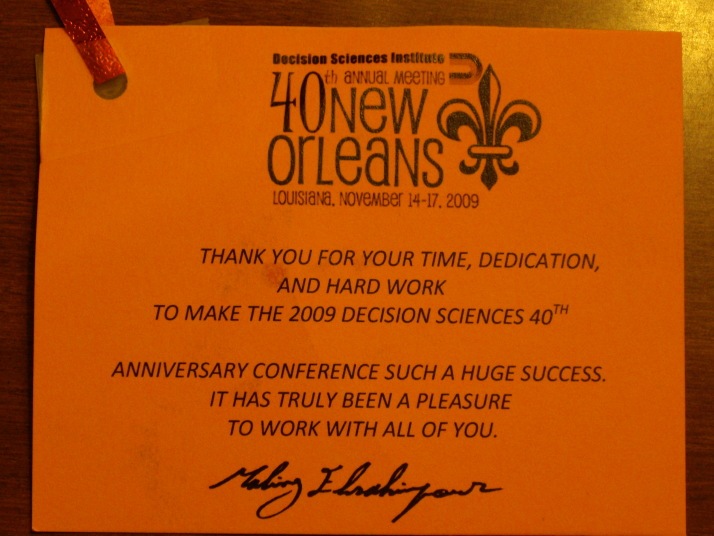 Decision Sciences Institute
40th ANNUAL MEETING
NEW
ORLEANS
LOUISIANA, NOVEMBER 14-17, 2009
THANK YOU FOR YOUR TIME, DEDICATION,
AND HARD WORK
TO MAKE THE 2009 DECISION SCIENCES 40TH
ANNIVERSARY CONFERENCE SUCH A HUGE SUCCESS.
IT HAS TRULY BEEN A PLEASURE
TO WORK WITH ALL OF YOU.